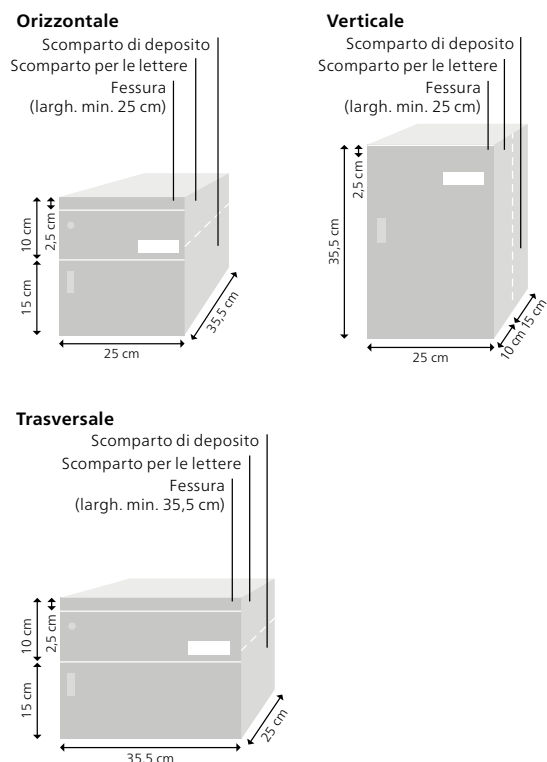 Orizzontale
Scomparto di deposito
Scomparto per le lettere
Fessura
(largh. min. 25 cm)
10 cm
2,5 cm
15 cm
35,5 cm
25 cm
Verticale
Scomparto di deposito
Scomparto per le lettere
Fessura
(largh. min. 25 cm)
2,5 cm
35,5 cm
15 cm
10 cm
25 cm
Trasversale
Scomparto di deposito
Scomparto per le lettere
Fessura
(largh. min. 35,5 cm)
10 cm
2,5 cm
15 cm
25 cm
35,5 cm